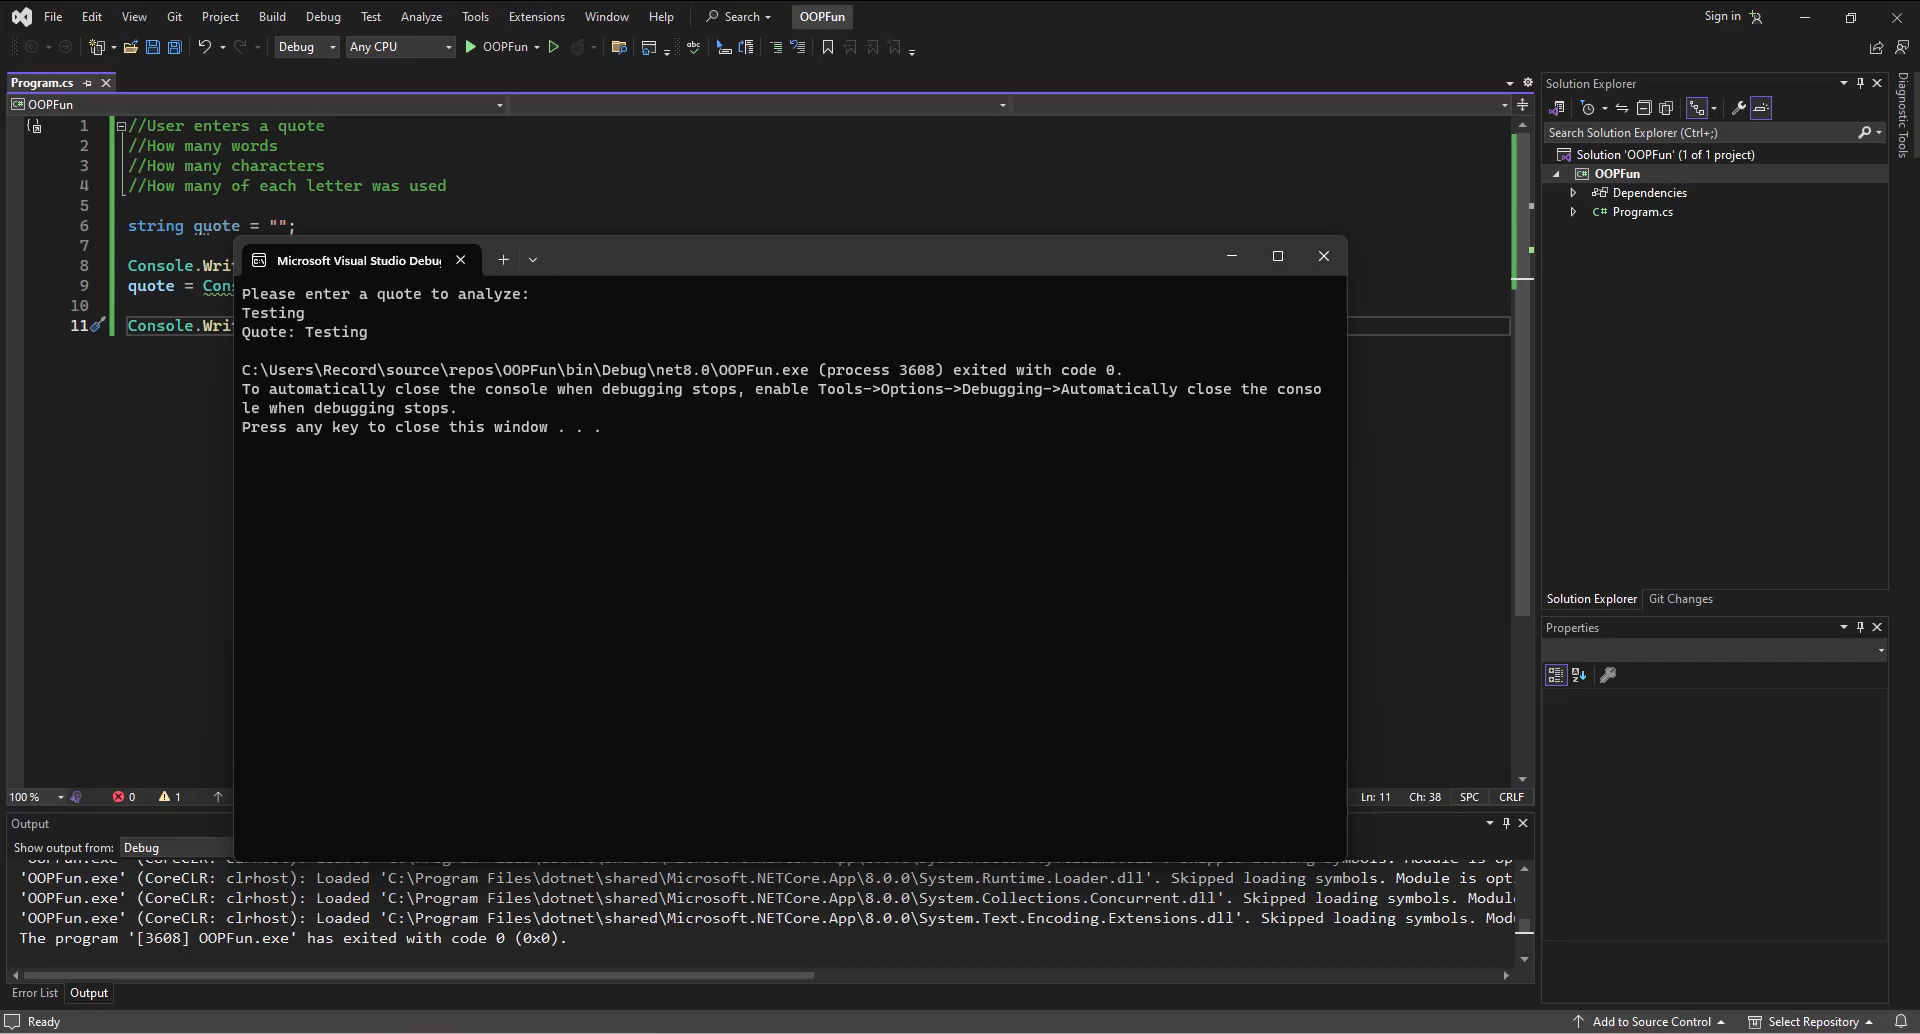 File Edit View Git Project Build Debug Test Analyze Tools Extensions Window Help Search OOPFun Sign in
Debug Any CPU OOPFun
Program.cs
OOPFun
1 //User enters a quote
2 //How many words
3 //How many characters
4 //How many of each letter was used
5
6 string quote = "";
7
8 Console.Wri
9 quote = Con
10
11 Console.Wri
Microsoft Visual Studio Debu
Please enter a quote to analyze:
Testing
Quote: Testing
C:\Users\Record\source\repos\OOPFun\bin\Debug\net8.0\OOPFun.exe (process 3608) exited with code 0.
To automatically close the console when debugging stops, enable Tools->Options->Debugging->Automatically close the conso
le when debugging stops.
Press any key to close this window . . .
100 % 0 1 Ln: 11 Ch: 38 SPC CRLF
Output
Show output from: Debug
'OOPFun.exe' (CoreCLR: clrhost): Loaded 'C:\Program Files\dotnet\shared\Microsoft.NETCore.App\8.0.0\System.Runtime.Loader.dll'. Skipped loading symbols. Module is opti
'OOPFun.exe' (CoreCLR: clrhost): Loaded 'C:\Program Files\dotnet\shared\Microsoft.NETCore.App\8.0.0\System.Collections.Concurrent.dll'. Skipped loading symbols. Module
'OOPFun.exe' (CoreCLR: clrhost): Loaded 'C:\Program Files\dotnet\shared\Microsoft.NETCore.App\8.0.0\System.Text.Encoding.Extensions.dll'. Skipped loading symbols. Modu
The program '[3608] OOPFun.exe' has exited with code 0 (0x0).
Error List Output
Solution Explorer
Search Solution Explorer (Ctrl+;)
Solution 'OOPFun' (1 of 1 project)
C# OOPFun
Dependencies
C# Program.cs
Solution Explorer Git Changes
Properties
Diagnostic Tools
Ready Add to Source Control Select Repository